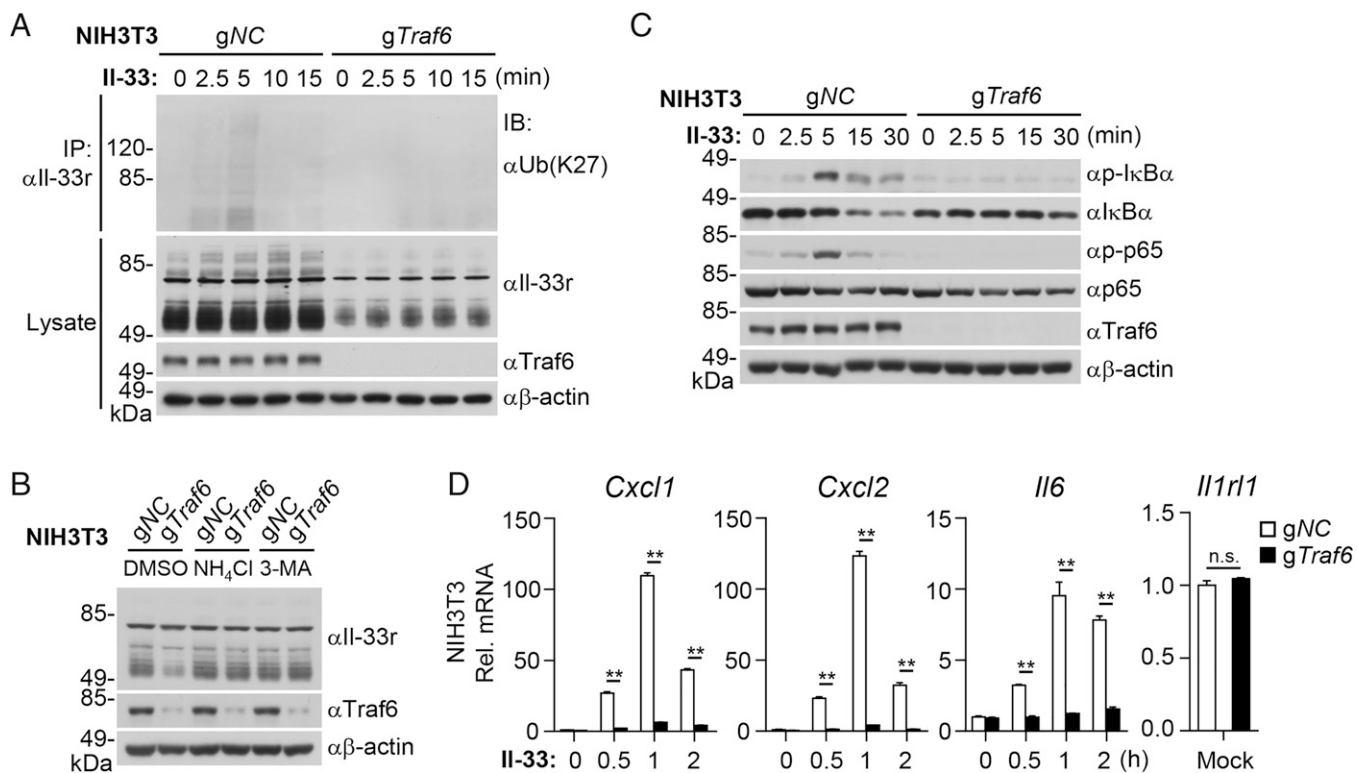 A
NIH3T3 gNC gTraf6
Il-33: 0 2.5 5 10 15 0 2.5 5 10 15 (min)
IP:
αIl-33r
120-
85-
IB:
αUb(K27)
Lysate
85-
49-
αIl-33r
49-
αTraf6
49-
αβ-actin
kDa
B
NIH3T3
gNC gTraf6 gNC gTraf6 gNC gTraf6
DMSO NH₄Cl 3-MA
85-
49-
αIl-33r
85-
49-
αTraf6
49-
αβ-actin
kDa
C
NIH3T3 gNC gTraf6
Il-33: 0 2.5 5 15 30 0 2.5 5 15 30 (min)
49-
αp-IκBα
49-
αIκBα
85-
αp-p65
85-
αp65
85-
αTraf6
49-
αβ-actin
kDa
D
NIH3T3
Rel. mRNA
Cxcl1
150
100
50
0
** ** **
Il-33: 0 0.5 1 2
Cxcl2
150
100
50
0
** ** **
0 0.5 1 2
Il6
15
10
5
0
** ** **
0 0.5 1 2 (h)
Il1rl1
1.5
1.0
0.5
0.0
n.s.
Mock
gNC
gTraf6